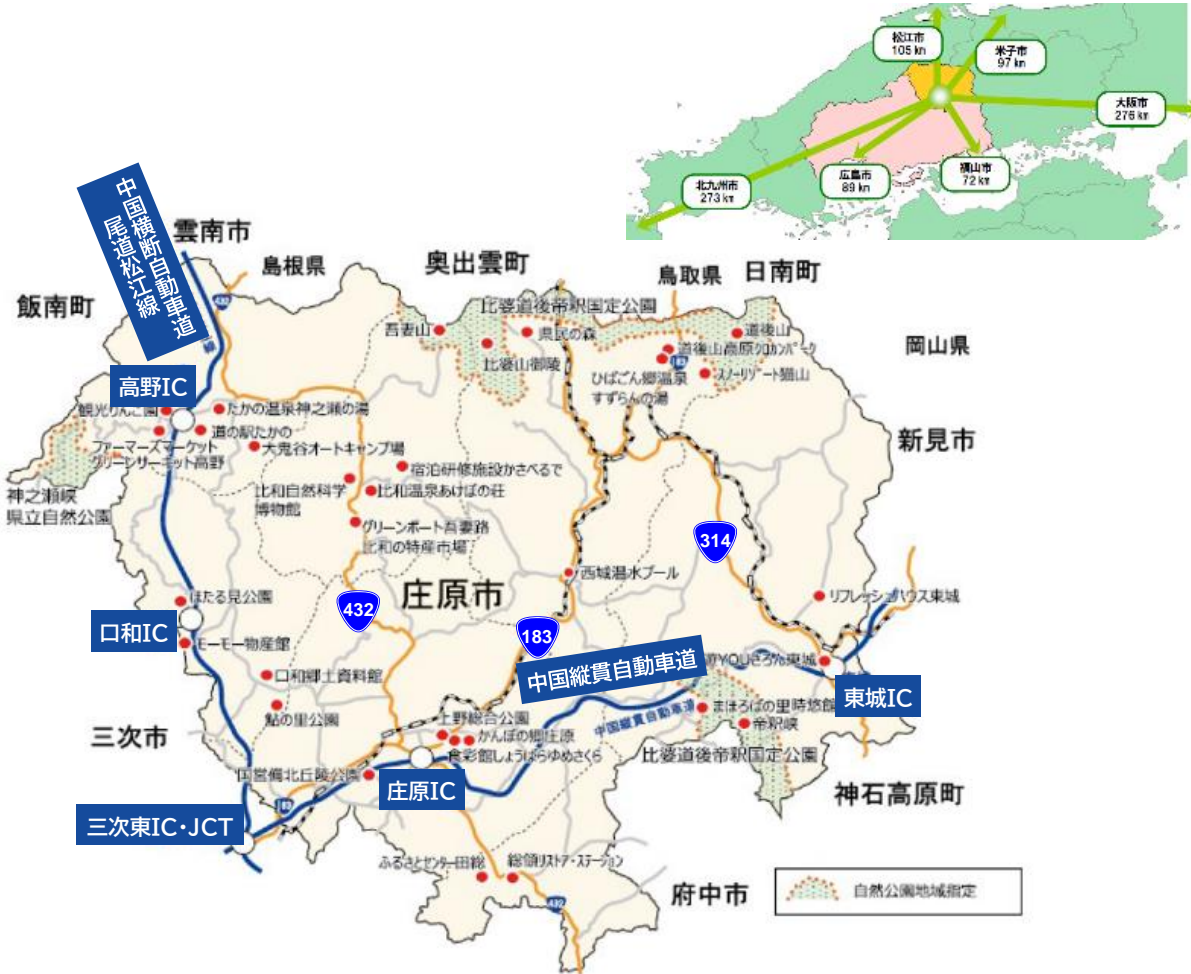 松江市
105 km
米子市
97 km
大阪市
276 km
北九州市
273 km
広島市
89 km
福山市
72 km
中国横断自動車道
尾道松江線
雲南市
島根県
奥出雲町
鳥取県
日南町
飯南町
岡山県
新見市
432
比婆道後帝釈国定公園
吾妻山
県民の森
比婆山御陵
道後山
道後山高原クロカンパーク
183
ひばごん郷温泉
すずらんの湯
スノーリゾート猫山
高野IC
観光りんご園
たかの温泉神之瀬の湯
道の駅たかの
ファーマーズマーケット
グリーンサーキット高野
大鬼谷オートキャンプ場
神之瀬峡
県立自然公園
宿泊研修施設かさべるで
比和自然科学
博物館
比和温泉あけぼの荘
グリーンポート吾妻路
比和の特産市場
314
西城温水プール
庄原市
432
183
ほたる見公園
口和IC
モーモー物産館
リフレッシュハウス東城
中国縦貫自動車道
遊YOUさろん東城
東城IC
口和郷土資料館
鮎の里公園
三次市
上野総合公園
かんぽの郷庄原
食彩館しょうばらゆめさくら
中国縦貫自動車道
まほろばの里時悠館
帝釈峡
比婆道後帝釈国定公園
国営備北丘陵公園
庄原IC
183
三次東IC・JCT
神石高原町
ふるさとセンター田総
総領リストア・ステーション
432
府中市
自然公園地域指定